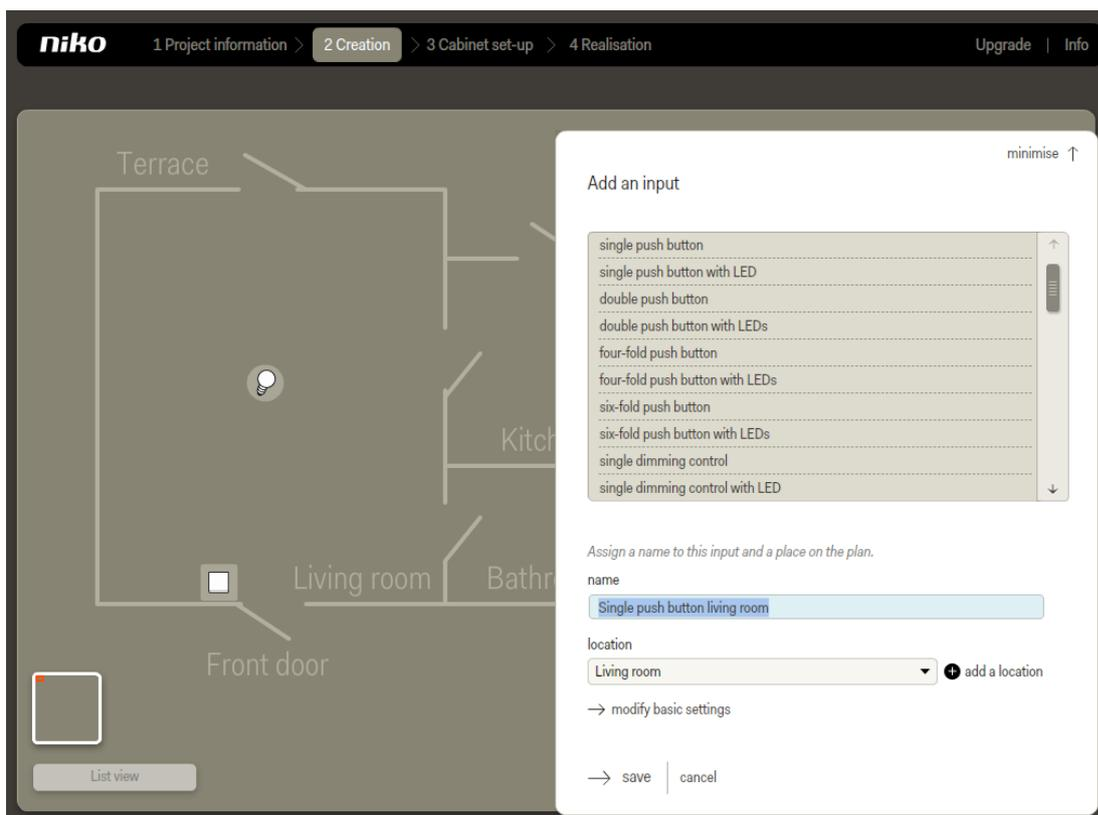 niko 1 Project information 2 Creation 3 Cabinet set-up 4 Realisation Upgrade | Info
minimise ↑
Terrace
Kitch
Living room
Bathr
Front door
List view
Add an input
single push button
single push button with LED
double push button
double push button with LEDs
four-fold push button
four-fold push button with LEDs
six-fold push button
six-fold push button with LEDs
single dimming control
single dimming control with LED
Assign a name to this input and a place on the plan.
name
Single push button living room
location
Living room
add a location
→ modify basic settings
→ save
cancel